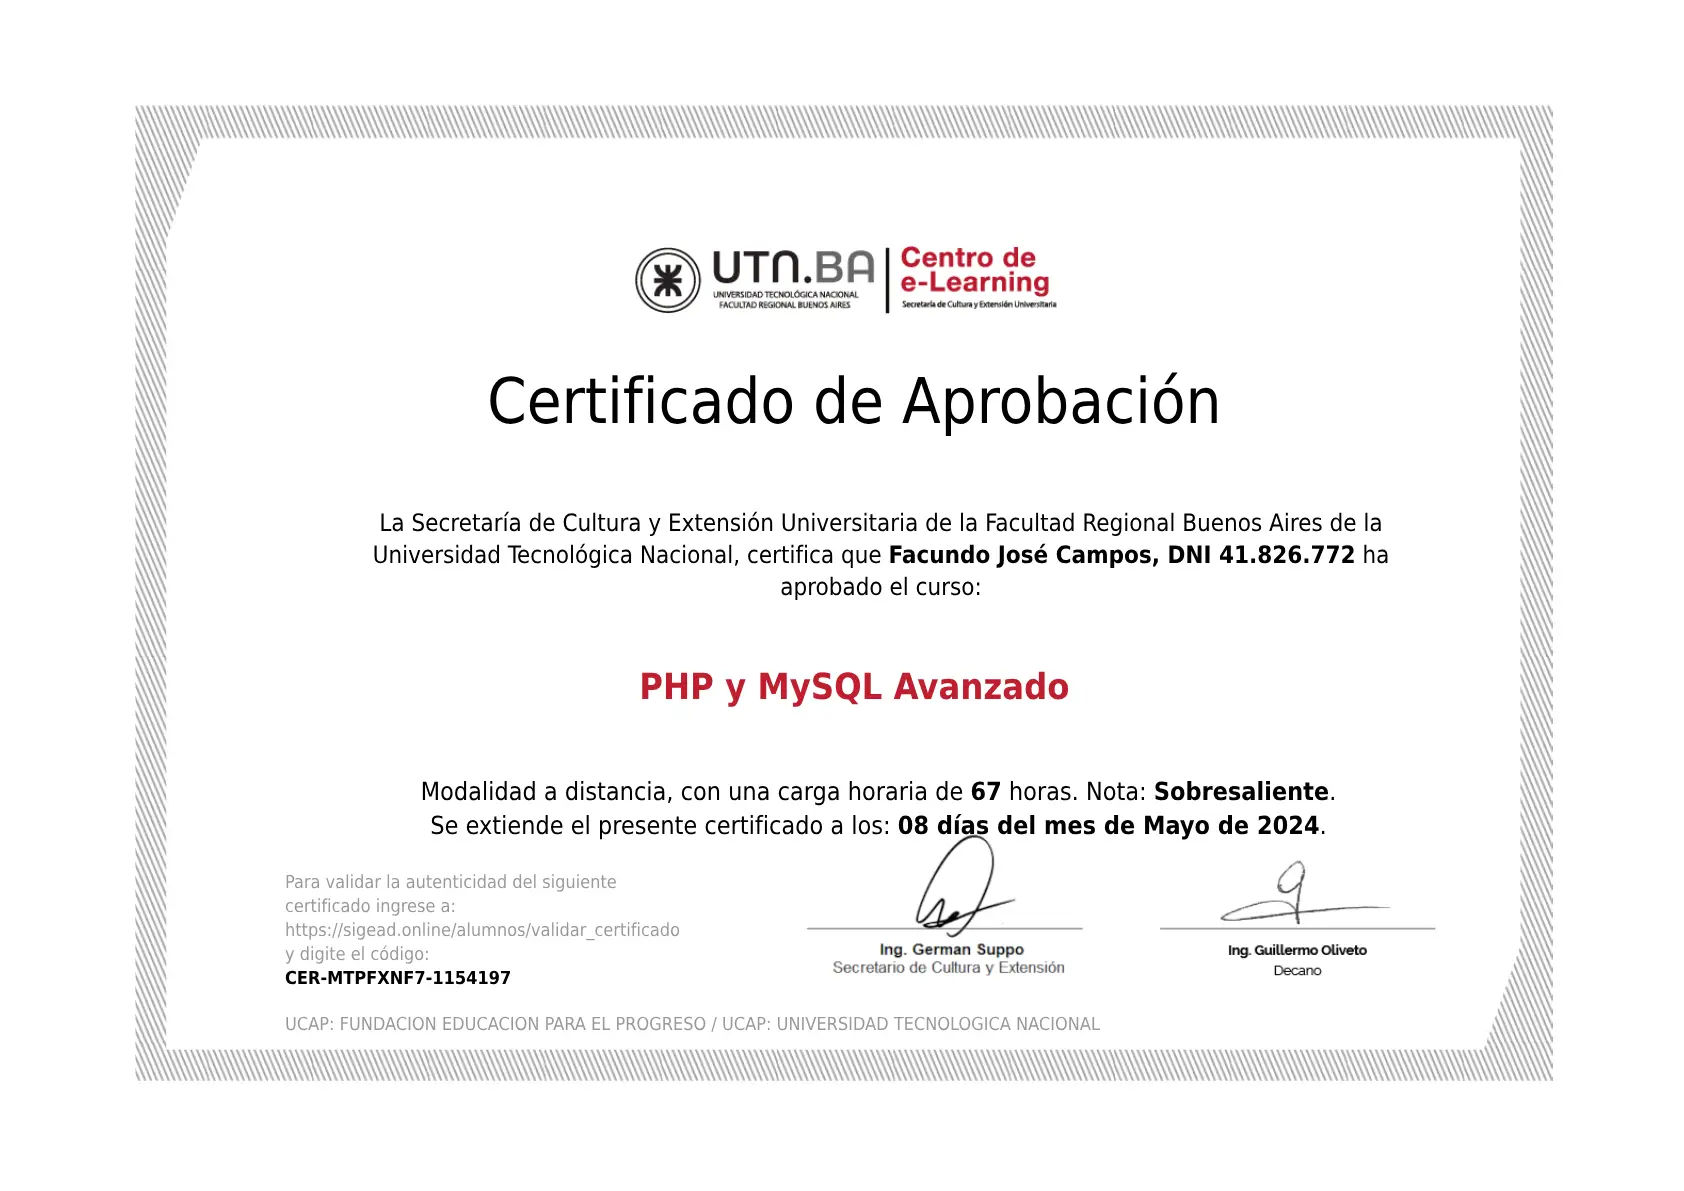 UTN.BA
UNIVERSIDAD TECNOLÓGICA NACIONAL
FACULTAD REGIONAL BUENOS AIRES
Centro de
e-Learning
Secretaría de Cultura y Extensión Universitaria
Certificado de Aprobación
La Secretaría de Cultura y Extensión Universitaria de la Facultad Regional Buenos Aires de la
Universidad Tecnológica Nacional, certifica que Facundo José Campos, DNI 41.826.772 ha
aprobado el curso:
PHP y MySQL Avanzado
Modalidad a distancia, con una carga horaria de 67 horas. Nota: Sobresaliente.
Se extiende el presente certificado a los: 08 días del mes de Mayo de 2024.
Para validar la autenticidad del siguiente
certificado ingrese a:
https://sigead.online/alumnos/validar_certificado
y digite el código:
CER-MTPFXNF7-1154197
Ing. German Suppo
Secretario de Cultura y Extensión
Ing. Guillermo Oliveto
Decano
UCAP: FUNDACION EDUCACION PARA EL PROGRESO / UCAP: UNIVERSIDAD TECNOLOGICA NACIONAL